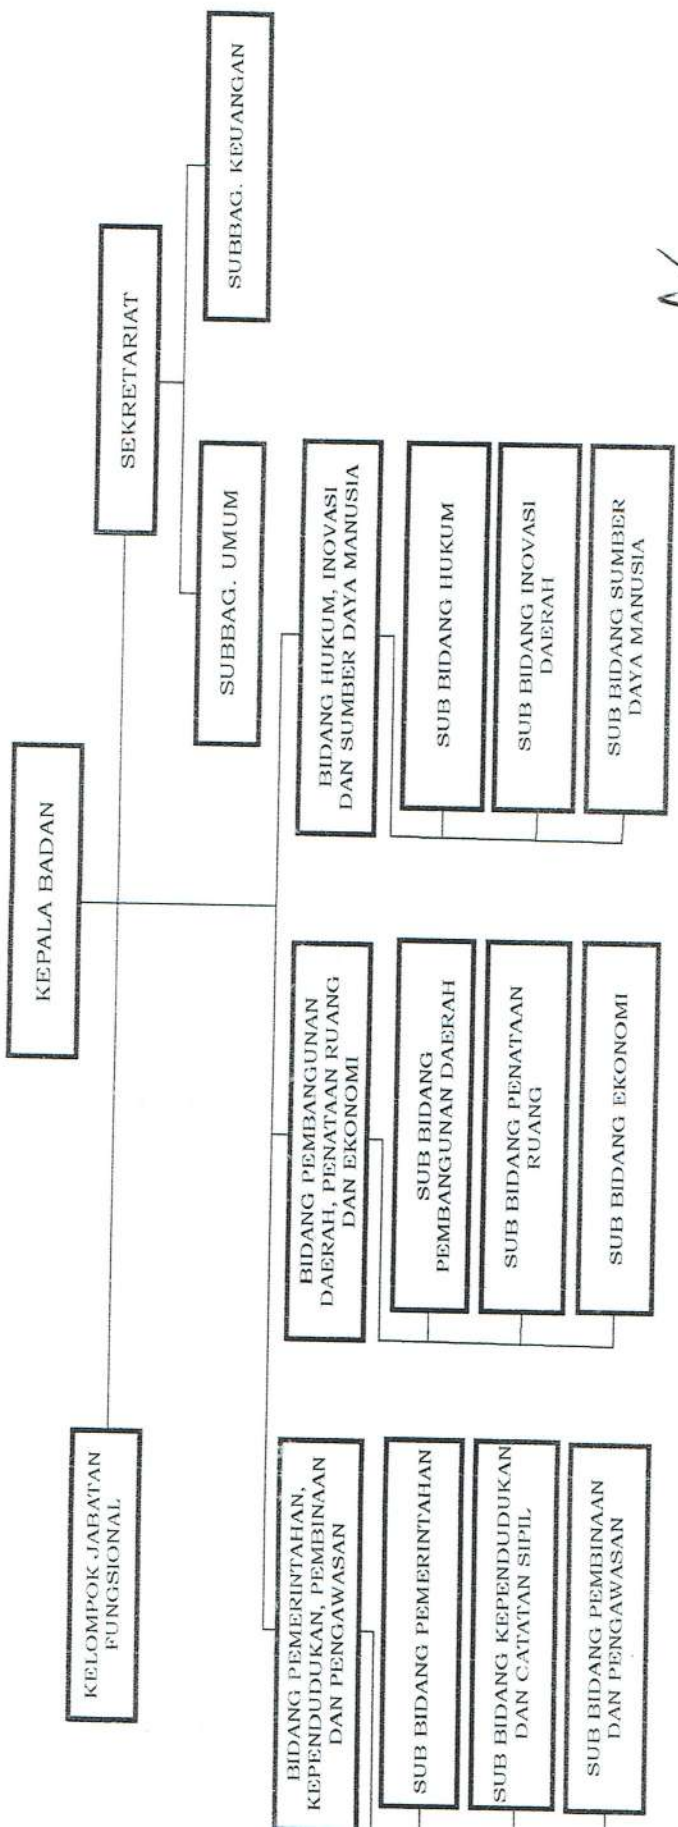 KEPALA BADAN
KELOMPOK JABATAN
FUNGSIONAL
SEKRETARIAT
SUBBAG. UMUM
SUBBAG. KEUANGAN
BIDANG PEMERINTAHAN,
KEPENDUDUKAN, PEMBINAAN
DAN PENGAWASAN
SUB BIDANG PEMERINTAHAN
SUB BIDANG KEPENDUDUKAN
DAN CATATAN SIPIL
SUB BIDANG PEMBINAAN
DAN PENGAWASAN
BIDANG PEMBANGUNAN
DAERAH, PENATAAN RUANG
DAN EKONOMI
SUB BIDANG
PEMBANGUNAN DAERAH
SUB BIDANG PENATAAN
RUANG
SUB BIDANG EKONOMI
BIDANG HUKUM, INOVASI
DAN SUMBER DAYA MANUSIA
SUB BIDANG HUKUM
SUB BIDANG INOVASI
DAERAH
SUB BIDANG SUMBER
DAYA MANUSIA